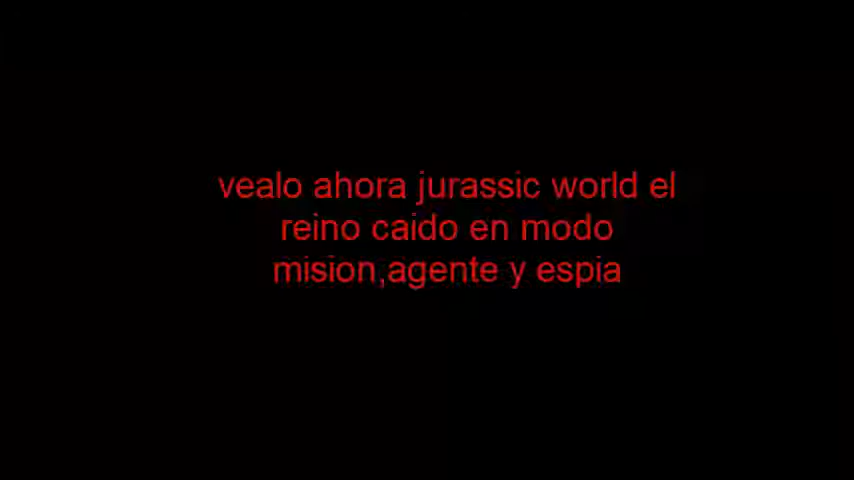 vealo ahora jurassic world el
reino caido en modo
mision,agente y espia